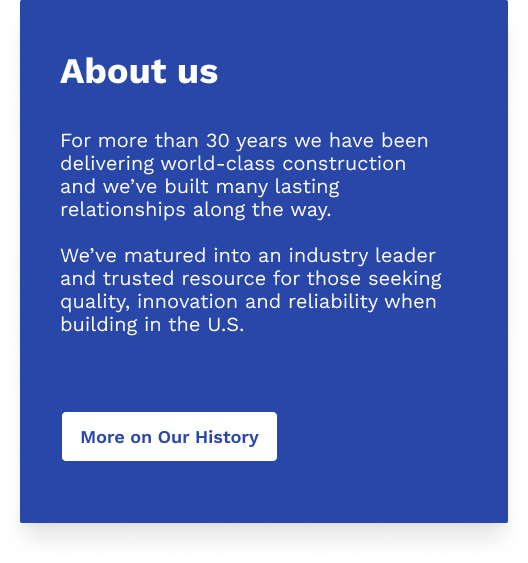 About us
For more than 30 years we have been
delivering world-class construction
and we’ve built many lasting
relationships along the way.
We’ve matured into an industry leader
and trusted resource for those seeking
quality, innovation and reliability when
building in the U.S.
More on Our History